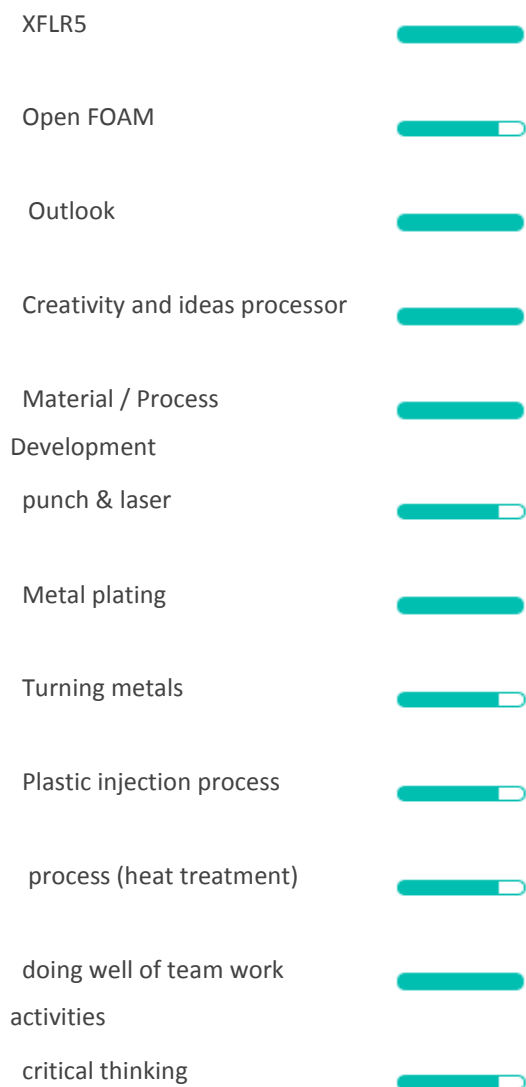 XFLR5
Open FOAM
Outlook
Creativity and ideas processor
Material / Process
Development
punch & laser
Metal plating
Turning metals
Plastic injection process
process (heat treatment)
doing well of team work
activities
critical thinking